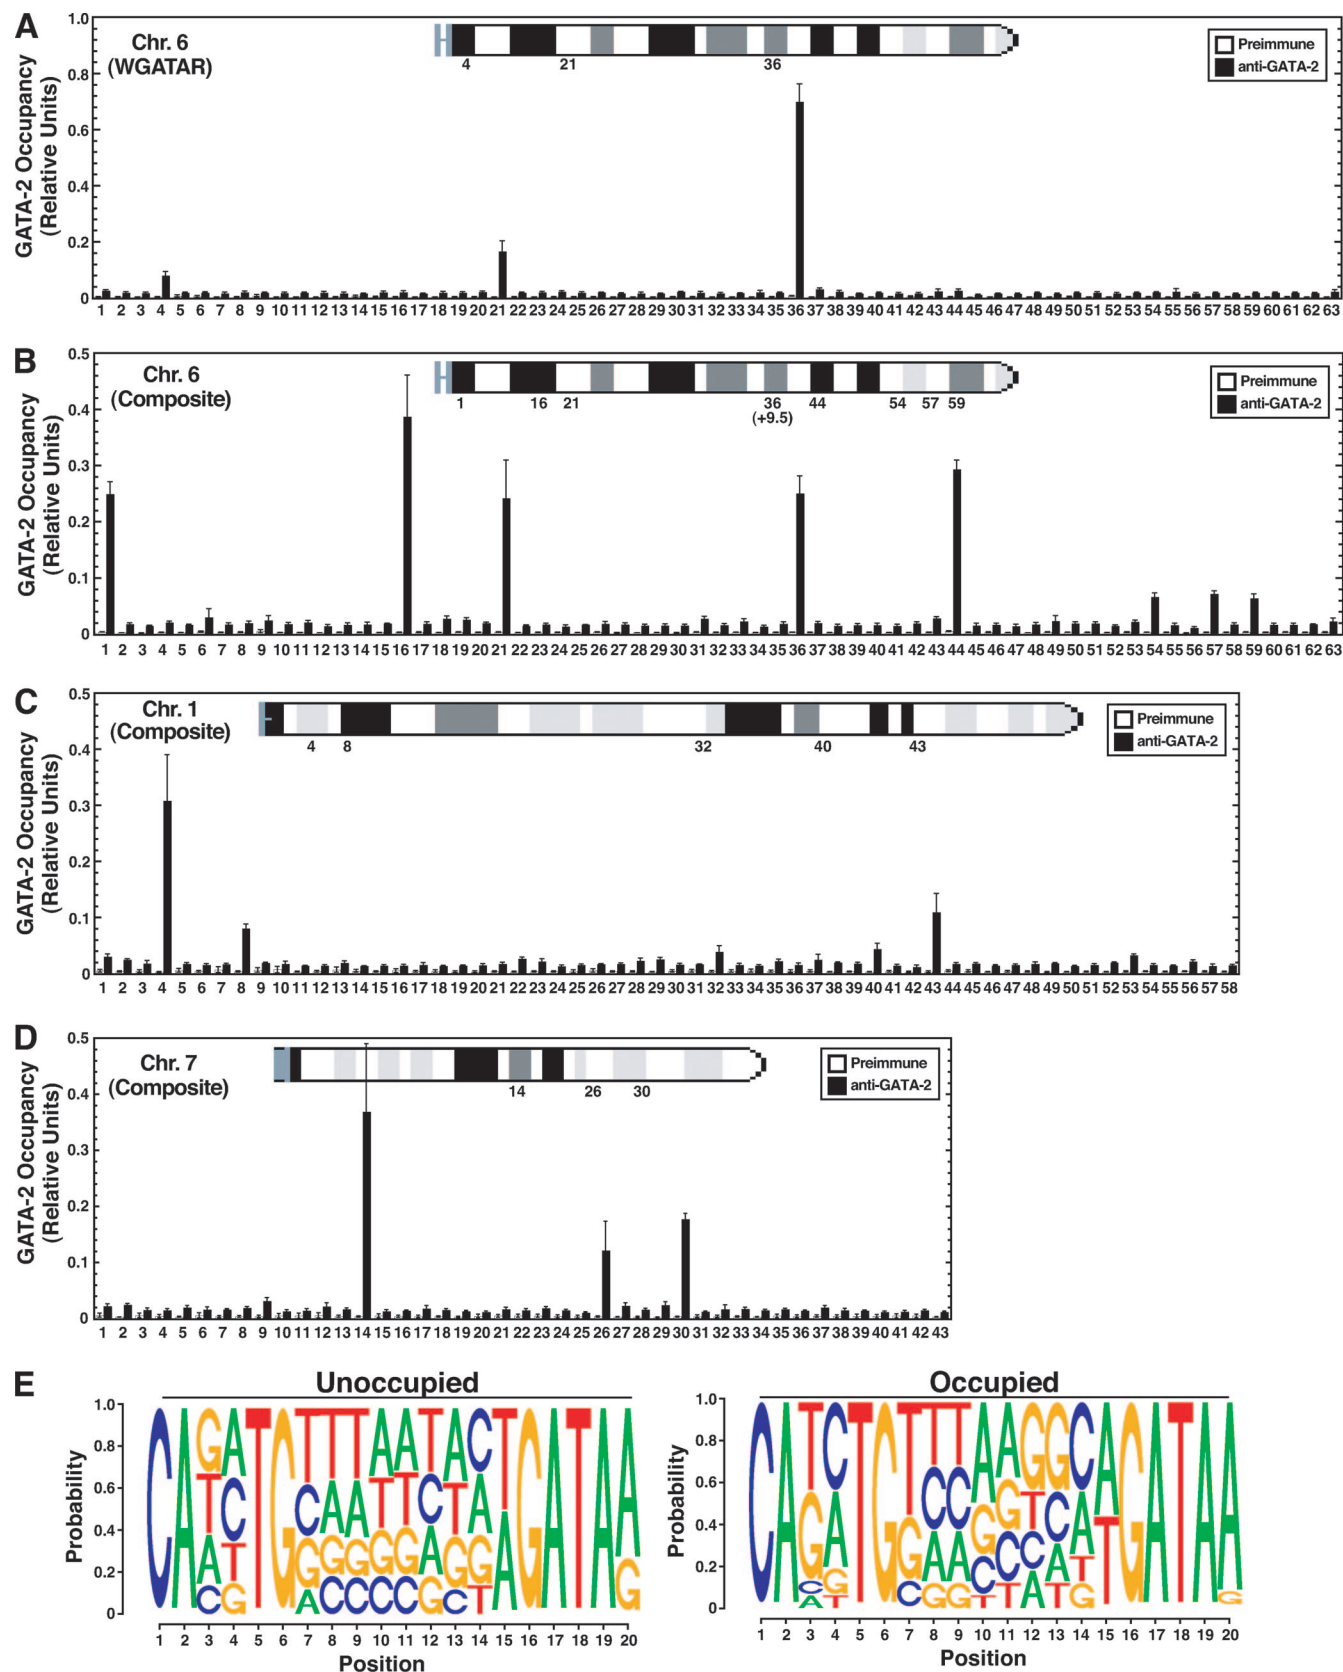 A
Chr. 6
(WGATAR)
GATA-2 Occupancy
(Relative Units)
1.0
0.8
0.6
0.4
0.2
0
4 21 36
Preimmune
anti-GATA-2
1 2 3 4 5 6 7 8 9 10 11 12 13 14 15 16 17 18 19 20 21 22 23 24 25 26 27 28 29 30 31 32 33 34 35 36 37 38 39 40 41 42 43 44 45 46 47 48 49 50 51 52 53 54 55 56 57 58 59 60 61 62 63
B
Chr. 6
(Composite)
GATA-2 Occupancy
(Relative Units)
0.5
0.4
0.3
0.2
0.1
0
1 16 21 36 44 54 57 59
(+9.5)
Preimmune
anti-GATA-2
1 2 3 4 5 6 7 8 9 10 11 12 13 14 15 16 17 18 19 20 21 22 23 24 25 26 27 28 29 30 31 32 33 34 35 36 37 38 39 40 41 42 43 44 45 46 47 48 49 50 51 52 53 54 55 56 57 58 59 60 61 62 63
C
Chr. 1
(Composite)
GATA-2 Occupancy
(Relative Units)
0.5
0.4
0.3
0.2
0.1
0
4 8 32 40 43
Preimmune
anti-GATA-2
1 2 3 4 5 6 7 8 9 10 11 12 13 14 15 16 17 18 19 20 21 22 23 24 25 26 27 28 29 30 31 32 33 34 35 36 37 38 39 40 41 42 43 44 45 46 47 48 49 50 51 52 53 54 55 56 57 58
D
Chr. 7
(Composite)
GATA-2 Occupancy
(Relative Units)
0.5
0.4
0.3
0.2
0.1
0
14 26 30
Preimmune
anti-GATA-2
1 2 3 4 5 6 7 8 9 10 11 12 13 14 15 16 17 18 19 20 21 22 23 24 25 26 27 28 29 30 31 32 33 34 35 36 37 38 39 40 41 42 43
E
Unoccupied
Probability
1.0
0.8
0.6
0.4
0.2
0
C A G A T G T T T A A T A C T G A T A A
T C C A A T T C T A A G
A T G G G G G A G G
C G A C C C C G C T
1 2 3 4 5 6 7 8 9 10 11 12 13 14 15 16 17 18 19 20
Position
Occupied
Probability
1.0
0.8
0.6
0.4
0.2
0
C A T C T G T T T A A G G C A G A T A A
G A G C C G G T C A T G
C G C A A C C C A T
A T G G T T A T G
1 2 3 4 5 6 7 8 9 10 11 12 13 14 15 16 17 18 19 20
Position